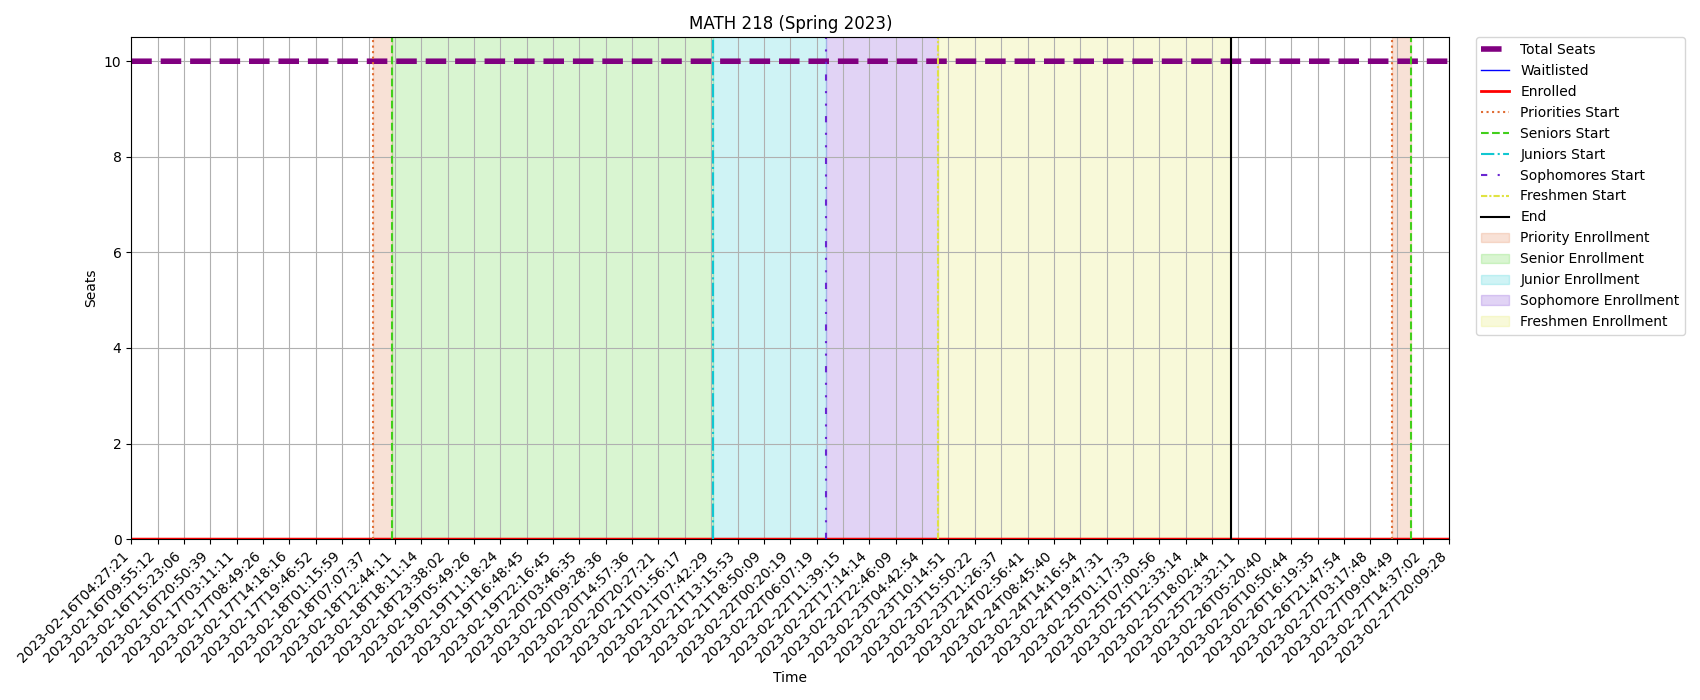 MATH 218 (Spring 2023)
10
8
6
4
2
0
Seats
2023-02-16T04:27:21
2023-02-16T09:55:12
2023-02-16T15:23:06
2023-02-16T20:50:39
2023-02-17T03:11:11
2023-02-17T08:49:26
2023-02-17T14:18:16
2023-02-17T19:46:52
2023-02-18T01:15:59
2023-02-18T07:07:37
2023-02-18T12:44:11
2023-02-18T18:11:14
2023-02-18T23:38:02
2023-02-19T05:49:26
2023-02-19T11:18:24
2023-02-19T16:48:45
2023-02-19T22:16:45
2023-02-20T03:46:35
2023-02-20T09:28:36
2023-02-20T14:57:36
2023-02-20T20:27:21
2023-02-21T01:56:17
2023-02-21T07:42:29
2023-02-21T13:15:53
2023-02-21T18:50:09
2023-02-22T00:20:19
2023-02-22T06:07:19
2023-02-22T11:39:15
2023-02-22T17:14:14
2023-02-22T22:46:09
2023-02-23T04:42:54
2023-02-23T10:14:51
2023-02-23T15:50:22
2023-02-23T21:26:37
2023-02-24T02:56:41
2023-02-24T08:45:40
2023-02-24T14:16:54
2023-02-24T19:47:31
2023-02-25T01:17:33
2023-02-25T07:00:56
2023-02-25T12:33:14
2023-02-25T18:02:44
2023-02-25T23:32:11
2023-02-26T05:20:40
2023-02-26T10:50:44
2023-02-26T16:19:35
2023-02-26T21:47:54
2023-02-27T03:17:48
2023-02-27T09:04:49
2023-02-27T14:37:02
2023-02-27T20:09:28
Time
Total Seats
Waitlisted
Enrolled
Priorities Start
Seniors Start
Juniors Start
Sophomores Start
Freshmen Start
End
Priority Enrollment
Senior Enrollment
Junior Enrollment
Sophomore Enrollment
Freshmen Enrollment